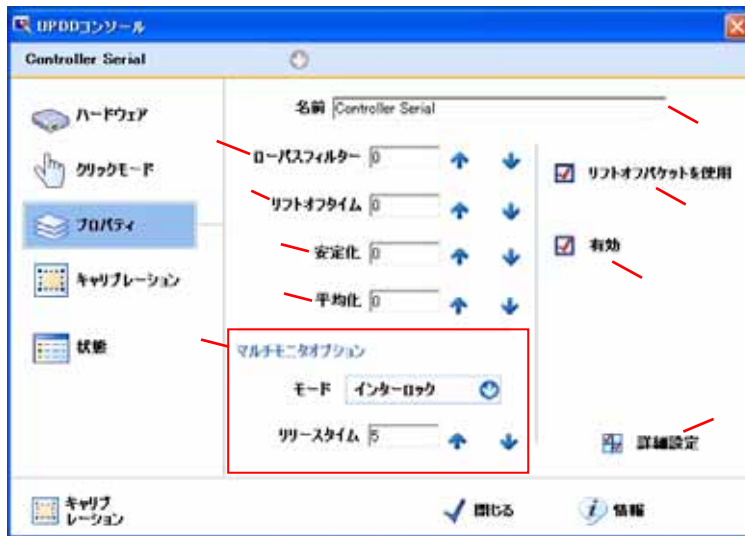 UPDDコンソール
Controller Serial
ハードウェア
クリックモード
プロパティ
キャリブレーション
状態
名前 Controller Serial
ローパスフィルター 0
リフトオフタイム 0
安定化 0
平均化 0
リフトオフパケットを使用
有効
マルチモニタオプション
モード インターロック
リリースタイム 5
詳細設定
キャリブ
レーション
閉じる
情報